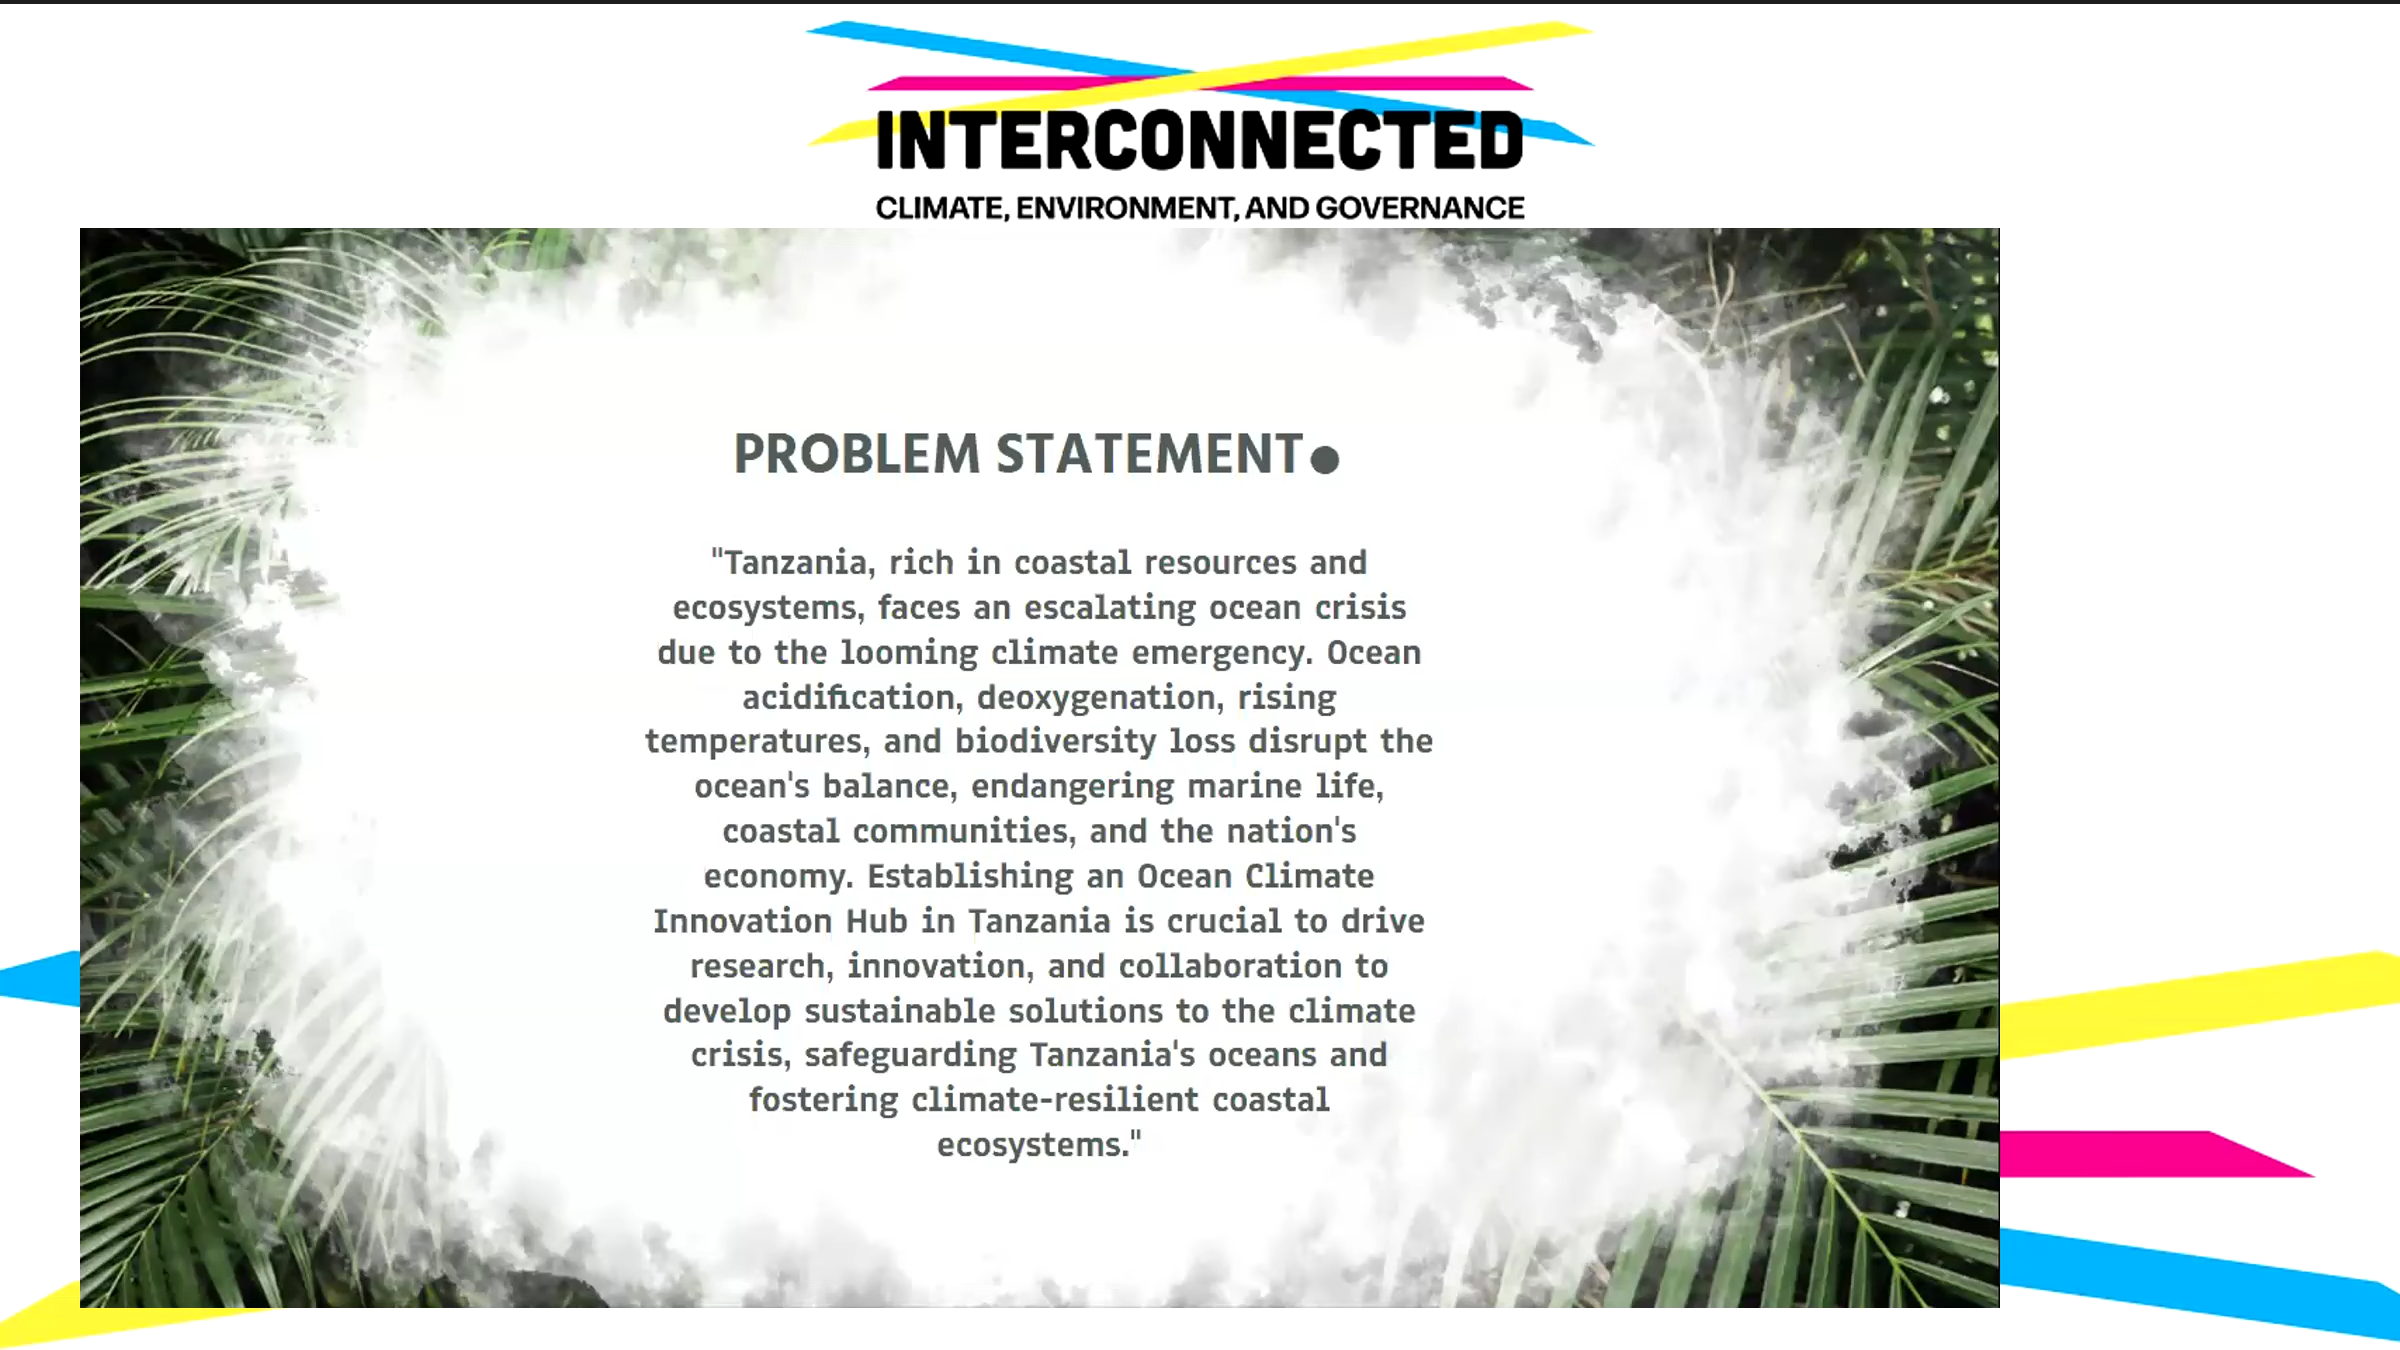 INTERCONNECTED
CLIMATE, ENVIRONMENT, AND GOVERNANCE
PROBLEM STATEMENT●
"Tanzania, rich in coastal resources and
ecosystems, faces an escalating ocean crisis
due to the looming climate emergency. Ocean
acidification, deoxygenation, rising
temperatures, and biodiversity loss disrupt the
ocean's balance, endangering marine life,
coastal communities, and the nation's
economy. Establishing an Ocean Climate
Innovation Hub in Tanzania is crucial to drive
research, innovation, and collaboration to
develop sustainable solutions to the climate
crisis, safeguarding Tanzania's oceans and
fostering climate-resilient coastal
ecosystems."